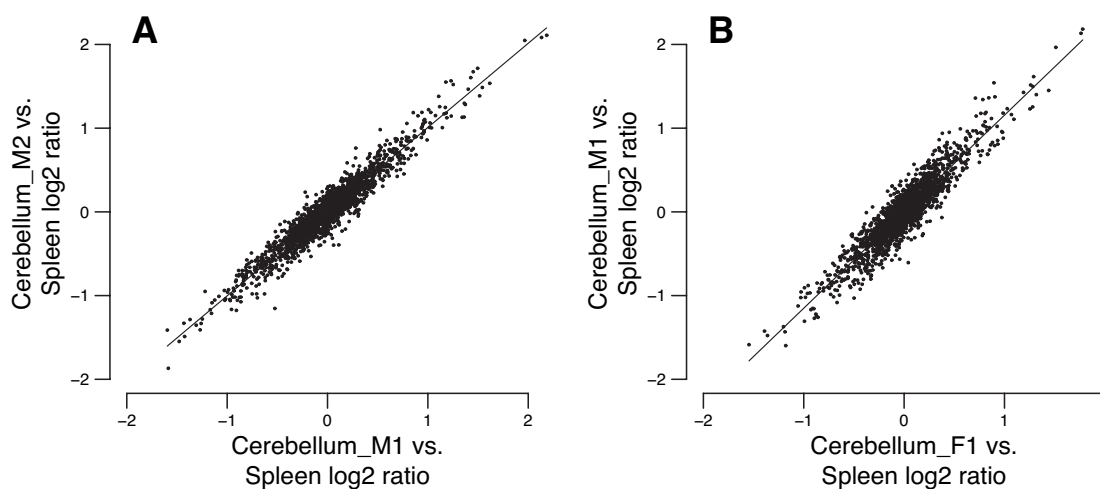 A
Cerebellum_M2 vs.
Spleen log2 ratio
2
1
0
−1
−2
−2 −1 0 1 2
Cerebellum_M1 vs.
Spleen log2 ratio
B
Cerebellum_M1 vs.
Spleen log2 ratio
2
1
0
−1
−2
−2 −1 0 1
Cerebellum_F1 vs.
Spleen log2 ratio